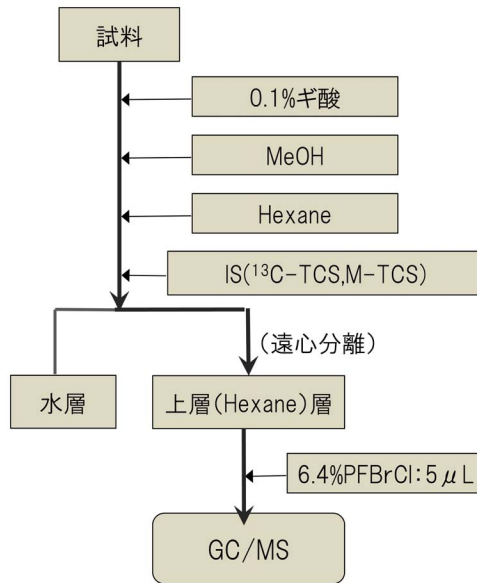 試料
0.1%ギ酸
MeOH
Hexane
IS(¹³C-TCS,M-TCS)
(遠心分離)
水層
上層(Hexane)層
6.4%PFBrCl:5μL
GC/MS